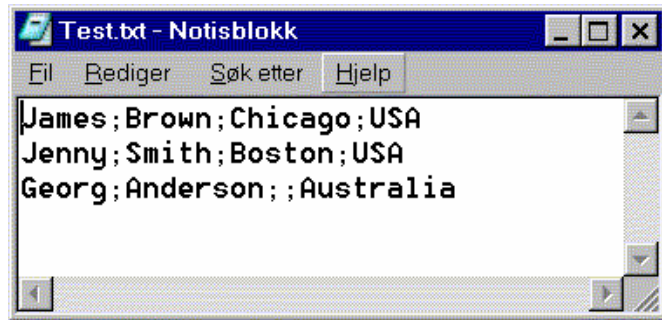 Test.txt - Notisblokk
Fil Rediger Søk etter Hjelp
James;Brown;Chicago;USA
Jenny;Smith;Boston;USA
Georg;Anderson;;Australia